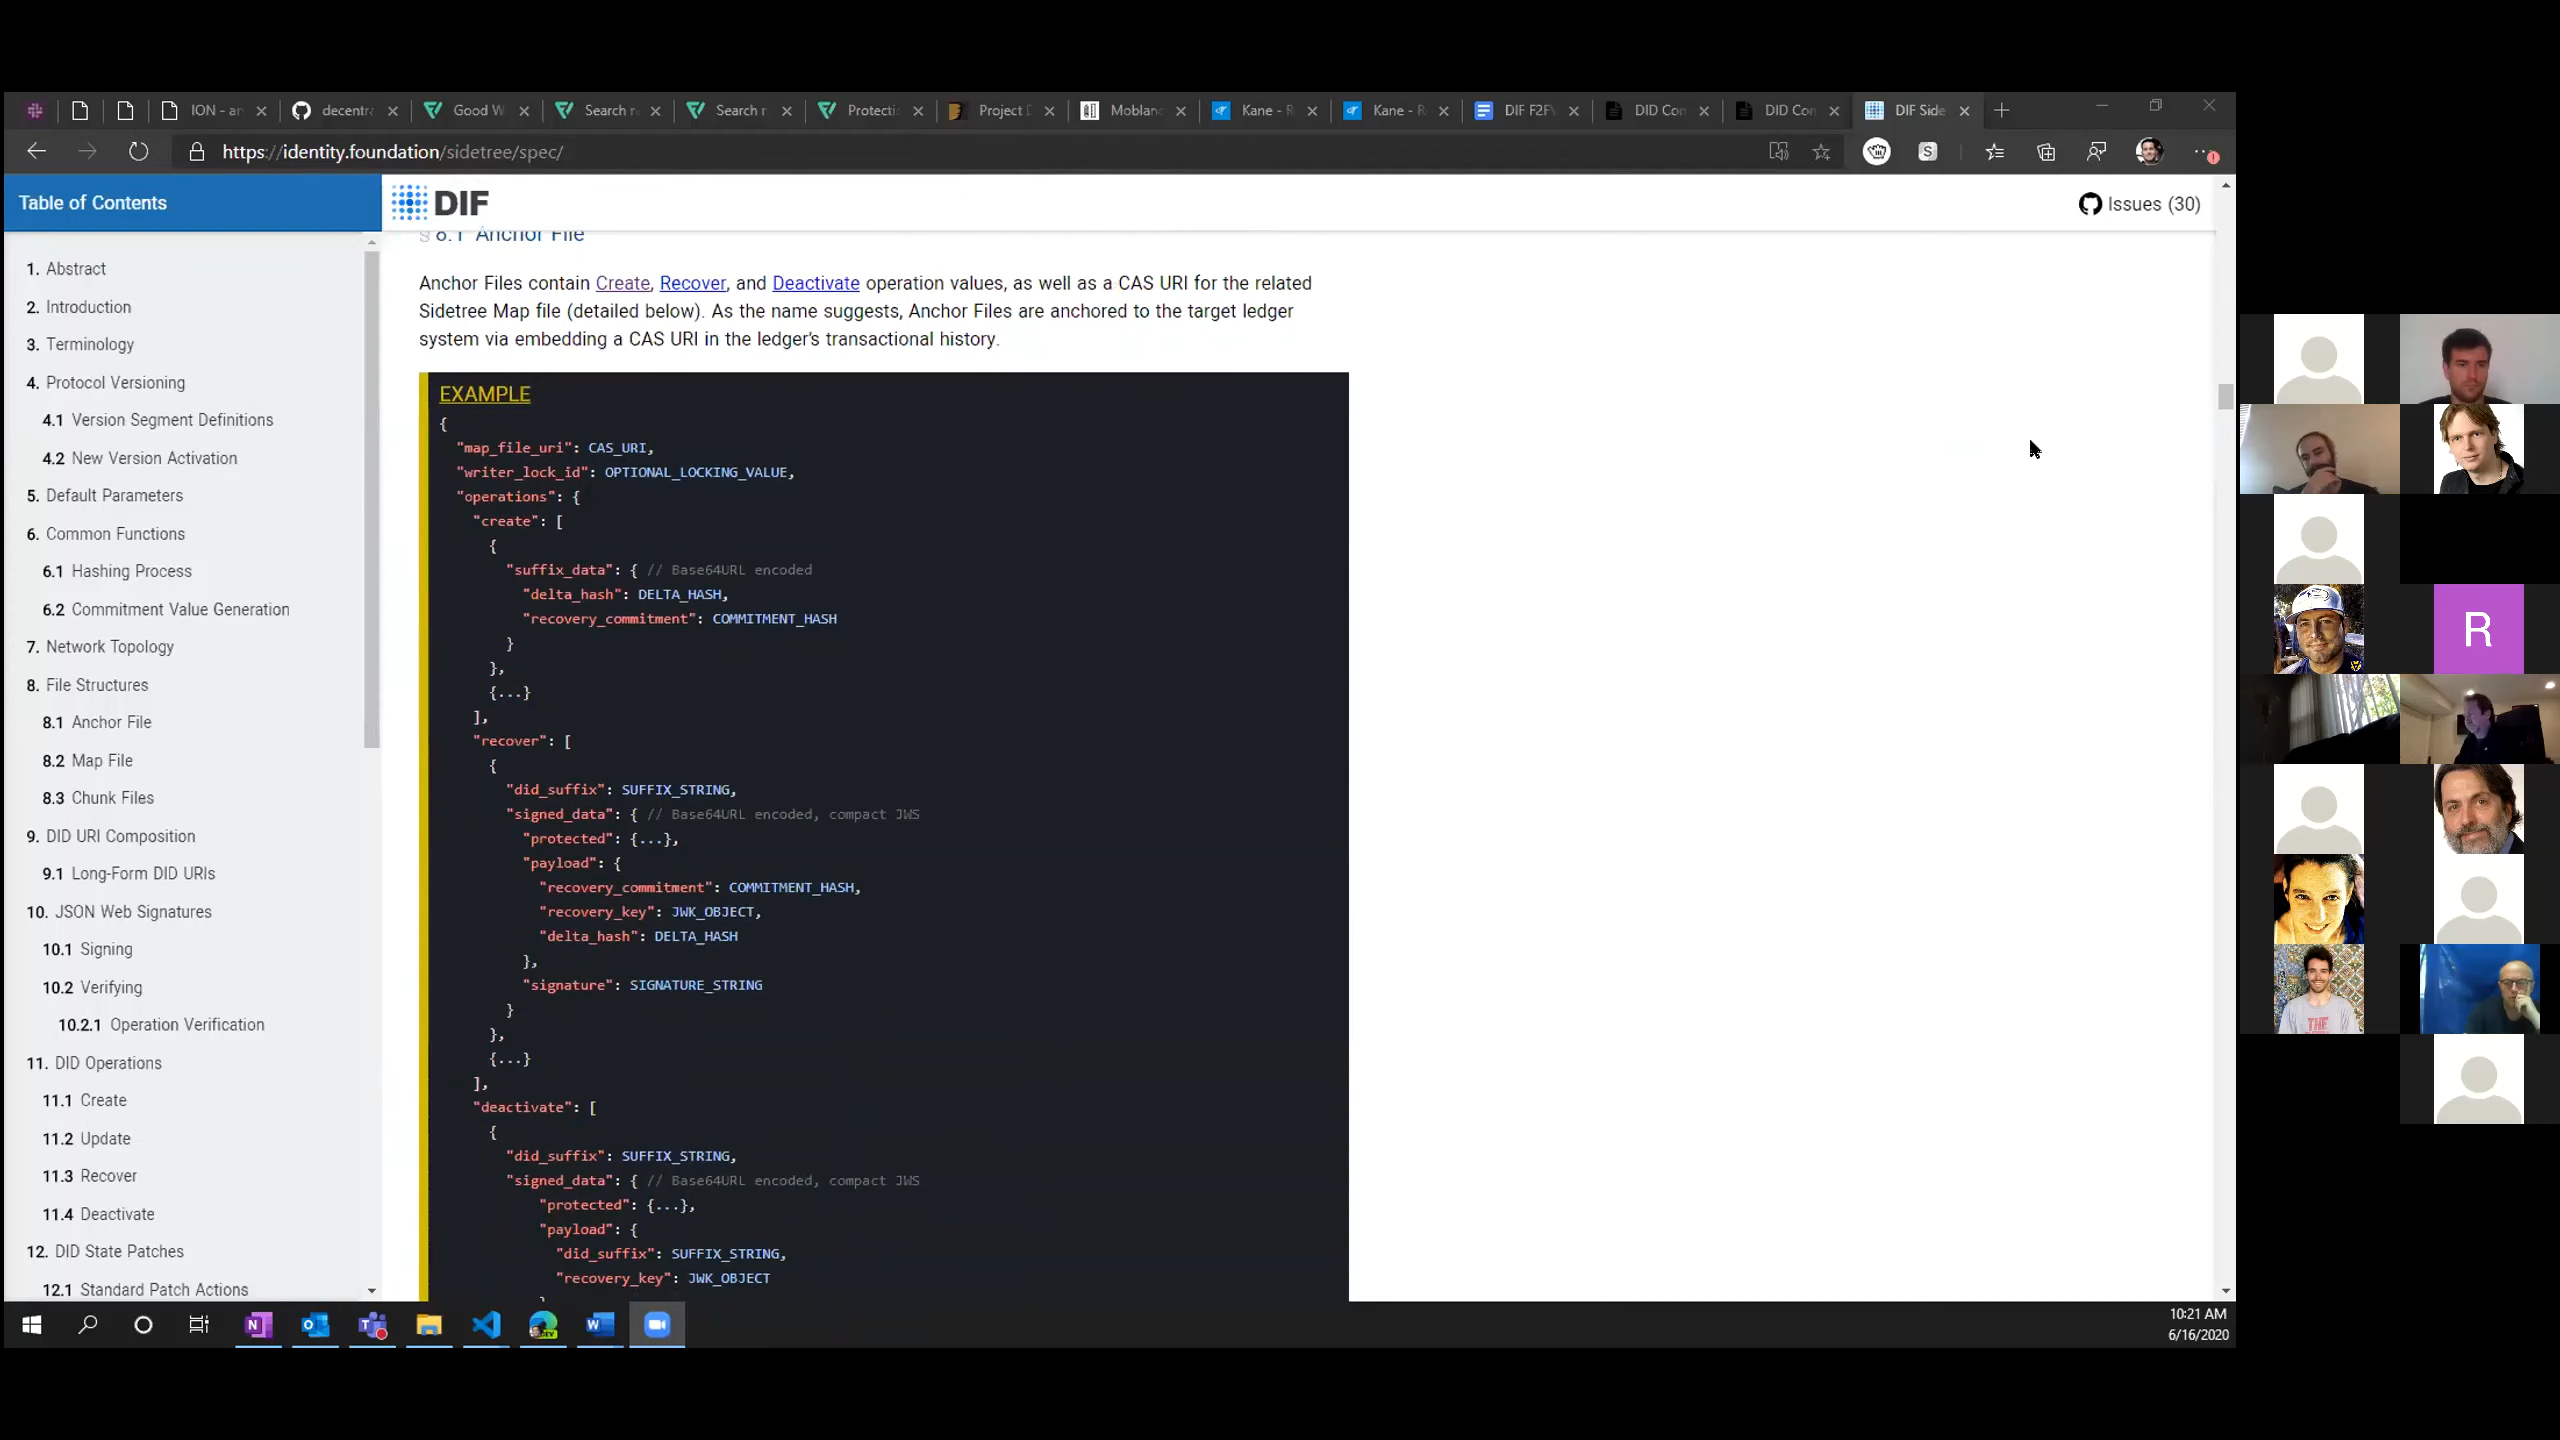 ION - an
decentra
Good W
Search re
Search r
Protectio
Project D
Moblanc
Kane - R
Kane - R
DIF F2F
DID Con
DID Con
DIF Side
https://identity.foundation/sidetree/spec/
Table of Contents
1. Abstract
2. Introduction
3. Terminology
4. Protocol Versioning
4.1 Version Segment Definitions
4.2 New Version Activation
5. Default Parameters
6. Common Functions
6.1 Hashing Process
6.2 Commitment Value Generation
7. Network Topology
8. File Structures
8.1 Anchor File
8.2 Map File
8.3 Chunk Files
9. DID URI Composition
9.1 Long-Form DID URIs
10. JSON Web Signatures
10.1 Signing
10.2 Verifying
10.2.1 Operation Verification
11. DID Operations
11.1 Create
11.2 Update
11.3 Recover
11.4 Deactivate
12. DID State Patches
12.1 Standard Patch Actions
DIF
Issues (30)
§ 8.1 Anchor File
Anchor Files contain Create, Recover, and Deactivate operation values, as well as a CAS URI for the related
Sidetree Map file (detailed below). As the name suggests, Anchor Files are anchored to the target ledger
system via embedding a CAS URI in the ledger's transactional history.
EXAMPLE
{
"map_file_uri": CAS_URI,
"writer_lock_id": OPTIONAL_LOCKING_VALUE,
"operations": {
"create": [
{
"suffix_data": { // Base64URL encoded
"delta_hash": DELTA_HASH,
"recovery_commitment": COMMITMENT_HASH
}
},
{...}
],
"recover": [
{
"did_suffix": SUFFIX_STRING,
"signed_data": { // Base64URL encoded, compact JWS
"protected": {...},
"payload": {
"recovery_commitment": COMMITMENT_HASH,
"recovery_key": JWK_OBJECT,
"delta_hash": DELTA_HASH
},
"signature": SIGNATURE_STRING
}
},
{...}
],
"deactivate": [
{
"did_suffix": SUFFIX_STRING,
"signed_data": { // Base64URL encoded, compact JWS
"protected": {...},
"payload": {
"did_suffix": SUFFIX_STRING,
"recovery_key": JWK_OBJECT
R
THE
10:21 AM
6/16/2020